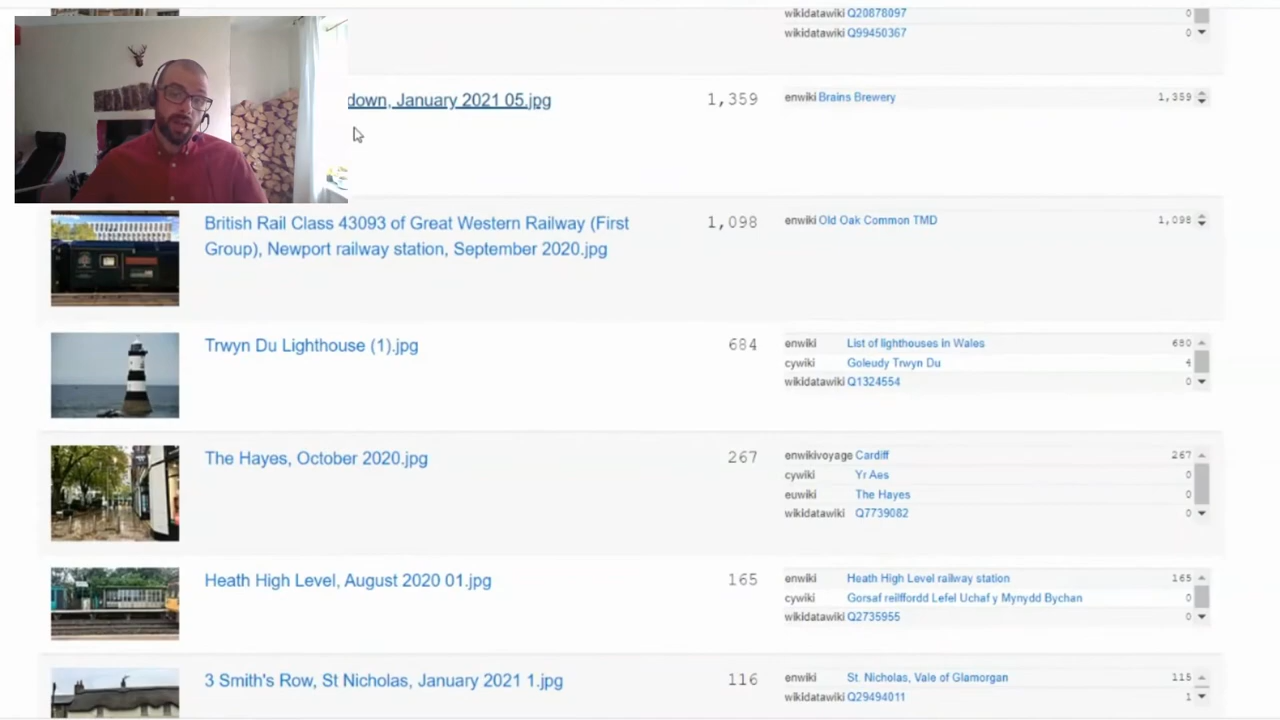 wikidatawiki Q20878097 0
wikidatawiki Q99450367 0
down, January 2021 05.jpg 1,359 enwiki Brains Brewery 1,359
British Rail Class 43093 of Great Western Railway (First 1,098 enwiki Old Oak Common TMD 1,098
Group), Newport railway station, September 2020.jpg
Trwyn Du Lighthouse (1).jpg 684 enwiki List of lighthouses in Wales 680
cywiki Goleudy Trwyn Du 4
wikidatawiki Q1324554 0
The Hayes, October 2020.jpg 267 enwikivoyage Cardiff 267
cywiki Yr Aes 0
euwiki The Hayes 0
wikidatawiki Q7739082 0
Heath High Level, August 2020 01.jpg 165 enwiki Heath High Level railway station 165
cywiki Gorsaf reilffordd Lefel Uchaf y Mynydd Bychan 0
wikidatawiki Q2735955 0
3 Smith's Row, St Nicholas, January 2021 1.jpg 116 enwiki St. Nicholas, Vale of Glamorgan 115
wikidatawiki Q29494011 1